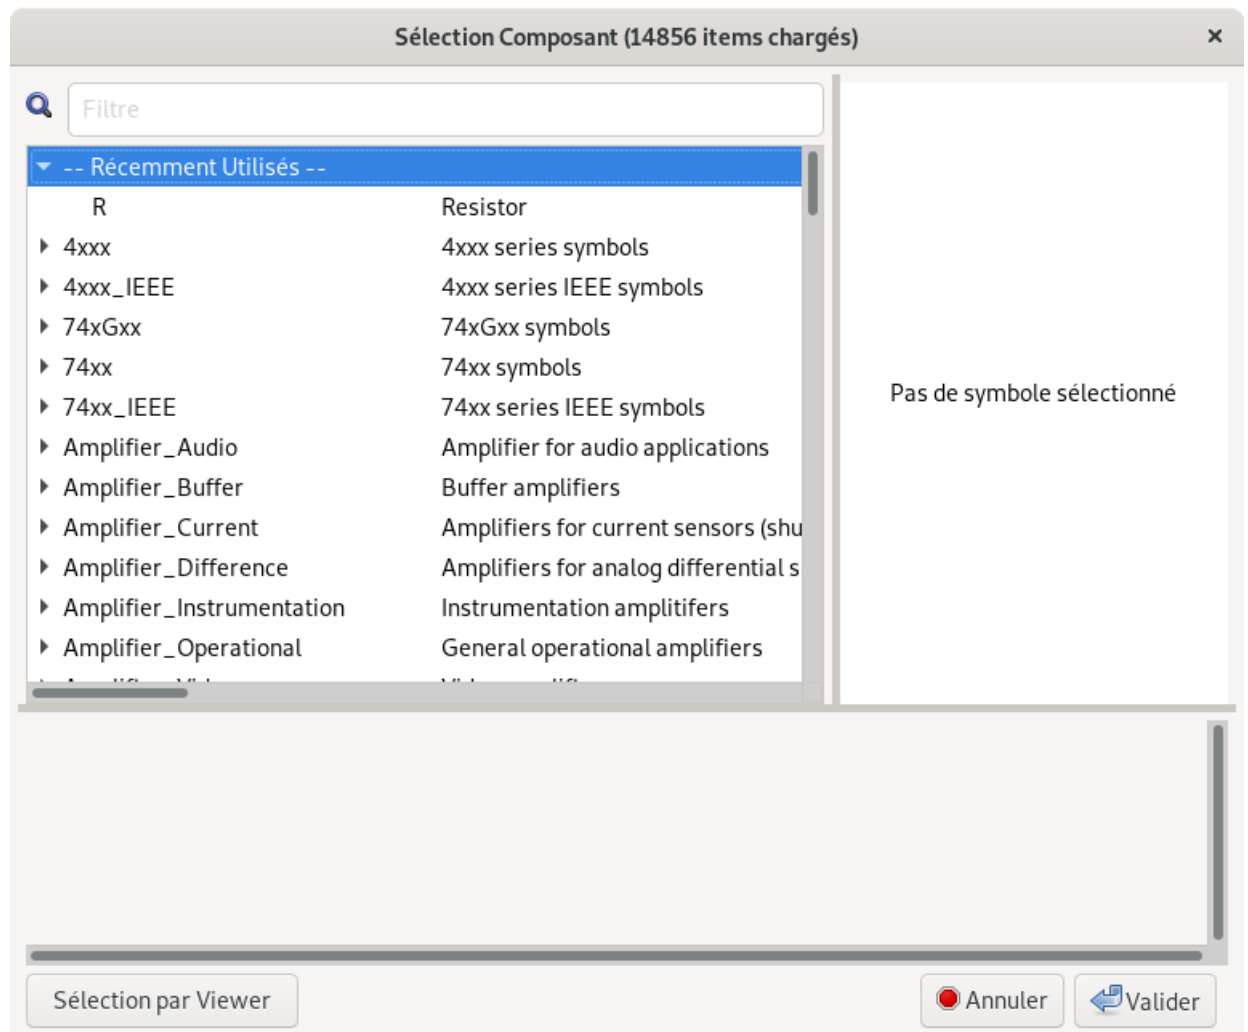 Sélection Composant (14856 items chargés)
Filtre
-- Récemment Utilisés --
R Resistor
4xxx 4xxx series symbols
4xxx_IEEE 4xxx series IEEE symbols
74xGxx 74xGxx symbols
74xx 74xx symbols
74xx_IEEE 74xx series IEEE symbols
Amplifier_Audio Amplifier for audio applications
Amplifier_Buffer Buffer amplifiers
Amplifier_Current Amplifiers for current sensors (shu
Amplifier_Difference Amplifiers for analog differential s
Amplifier_Instrumentation Instrumentation amplitifers
Amplifier_Operational General operational amplifiers
Pas de symbole sélectionné
Sélection par Viewer
Annuler
Valider